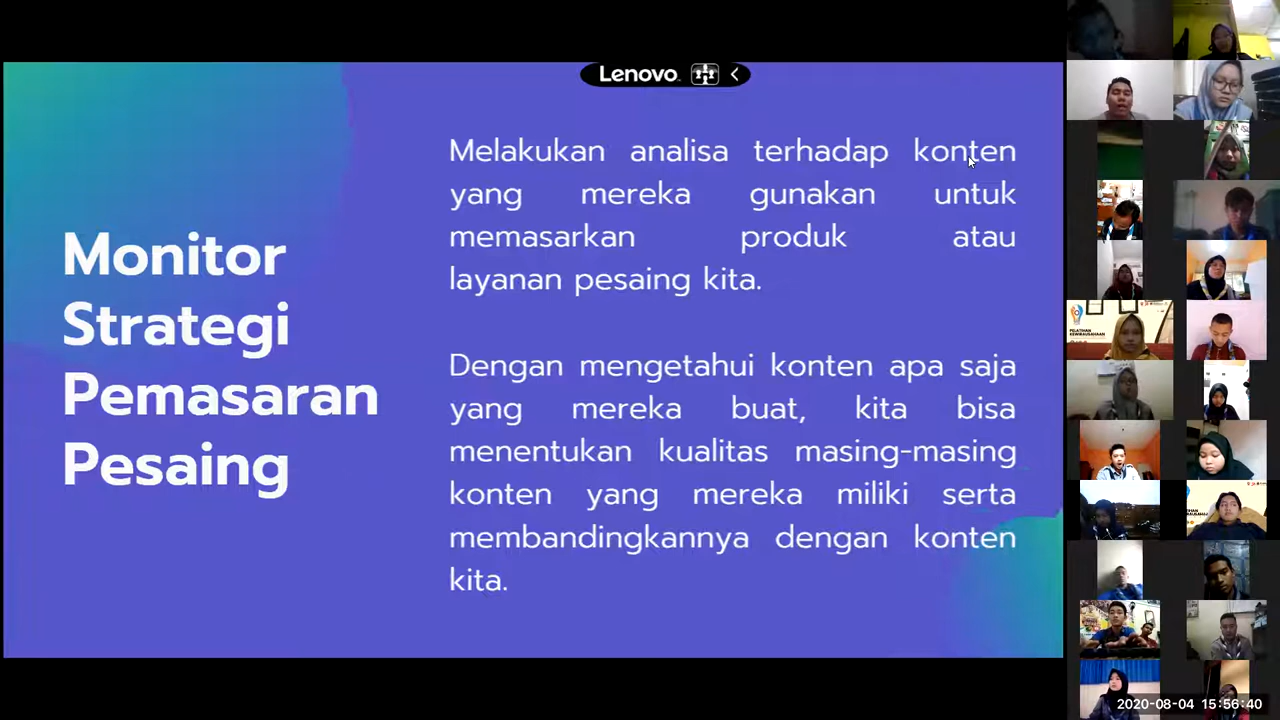 Lenovo
Monitor
Strategi
Pemasaran
Pesaing
Melakukan analisa terhadap konten
yang mereka gunakan untuk
memasarkan produk atau
layanan pesaing kita.
Dengan mengetahui konten apa saja
yang mereka buat, kita bisa
menentukan kualitas masing-masing
konten yang mereka miliki serta
membandingkannya dengan konten
kita.
PELATIHAN
KEWIRAUSAHAAN
2020-08-04 15:56:40